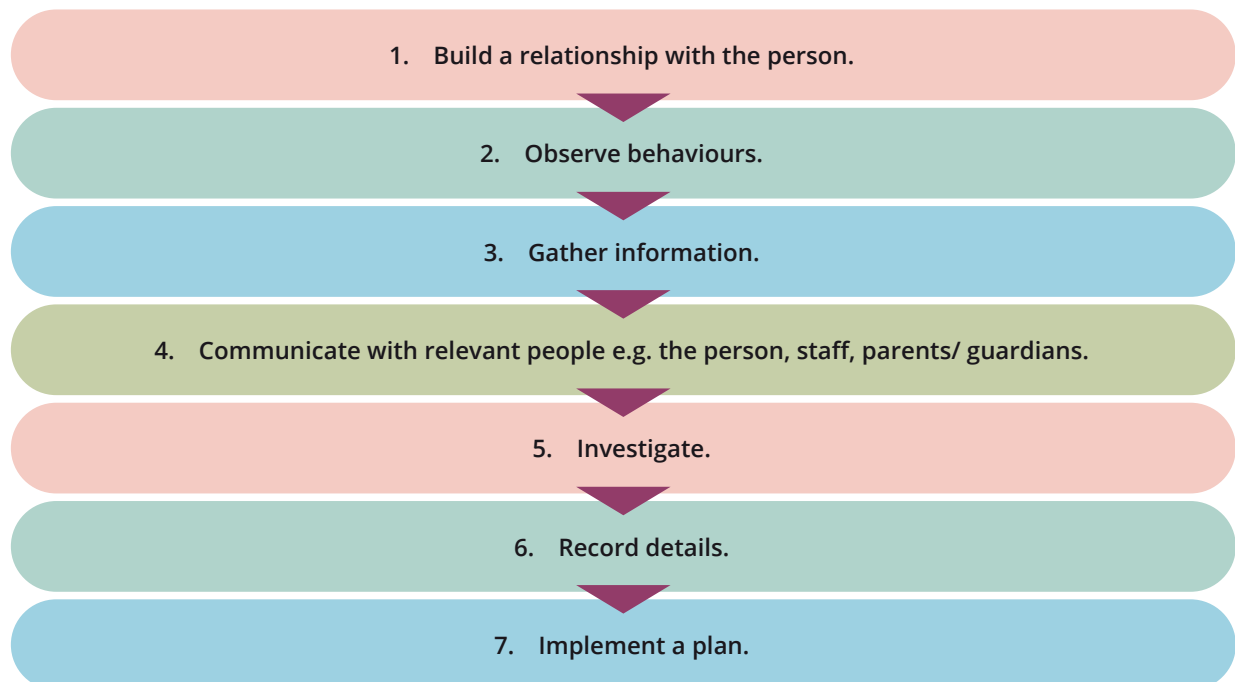 1. Build a relationship with the person.
2. Observe behaviours.
3. Gather information.
4. Communicate with relevant people e.g. the person, staff, parents/ guardians.
5. Investigate.
6. Record details.
7. Implement a plan.